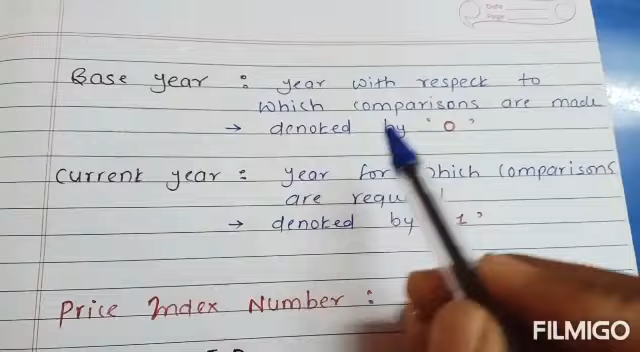 Date
Page
Base year : year with respect to
which comparisons are made
→ denoted by '0'
Current year : year for which comparisons
are
→ denoted by 1'
Price Index Number :
FILMIGO